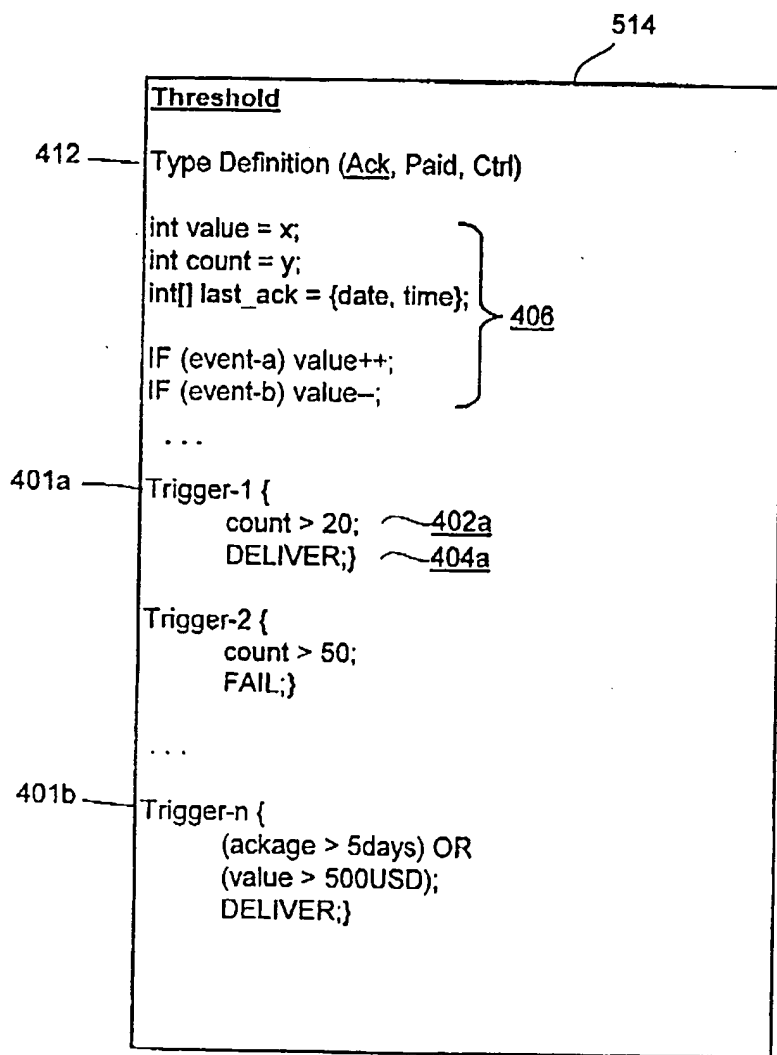 514
Threshold
412 Type Definition (Ack, Paid, Ctrl)
int value = x;
int count = y;
int[] last_ack = {date, time};
406
IF (event-a) value++;
IF (event-b) value--;
...
401a Trigger-1 {
count > 20; 402a
DELIVER;} 404a
Trigger-2 {
count > 50;
FAIL;}
...
401b Trigger-n {
(ackage > 5days) OR
(value > 500USD);
DELIVER;}